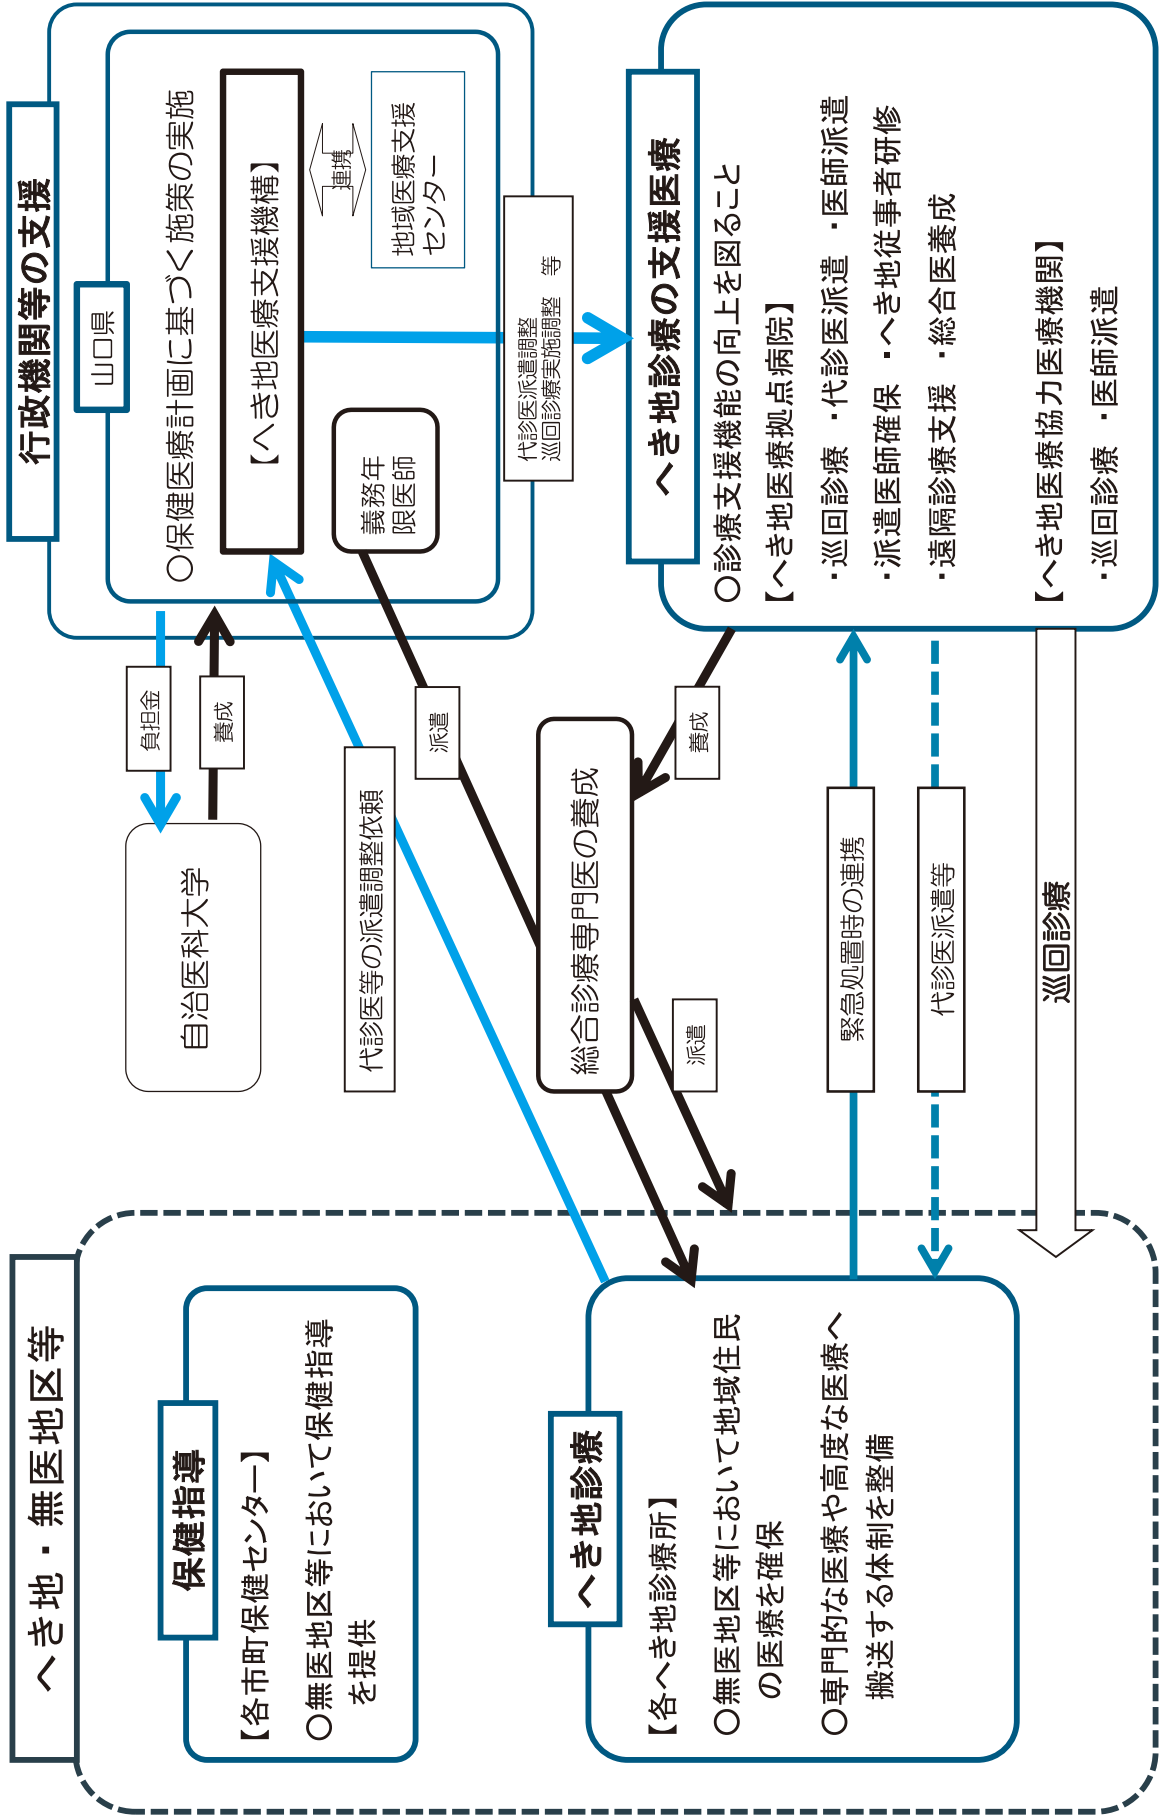 へき地・無医地区等
保健指導
【各市町保健センター】
〇無医地区等において保健指導
を提供
へき地診療
【各へき地診療所】
〇無医地区等において地域住民
の医療を確保
〇専門的な医療や高度な医療へ
搬送する体制を整備
自治医科大学
負担金
養成
代診医等の派遣調整依頼
派遣
総合診療専門医の養成
養成
派遣
緊急処置時の連携
代診医派遣等
巡回診療
行政機関等の支援
山口県
〇保健医療計画に基づく施策の実施
【へき地医療支援機構】
連携
地域医療支援
センター
義務年
限医師
代診医派遣調整
巡回診療実施調整 等
へき地診療の支援医療
〇診療支援機能の向上を図ること
【へき地医療拠点病院】
・巡回診療 ・代診医派遣 ・医師派遣
・派遣医師確保 ・へき地従事者研修
・遠隔診療支援 ・総合医養成
【へき地医療協力医療機関】
・巡回診療 ・医師派遣